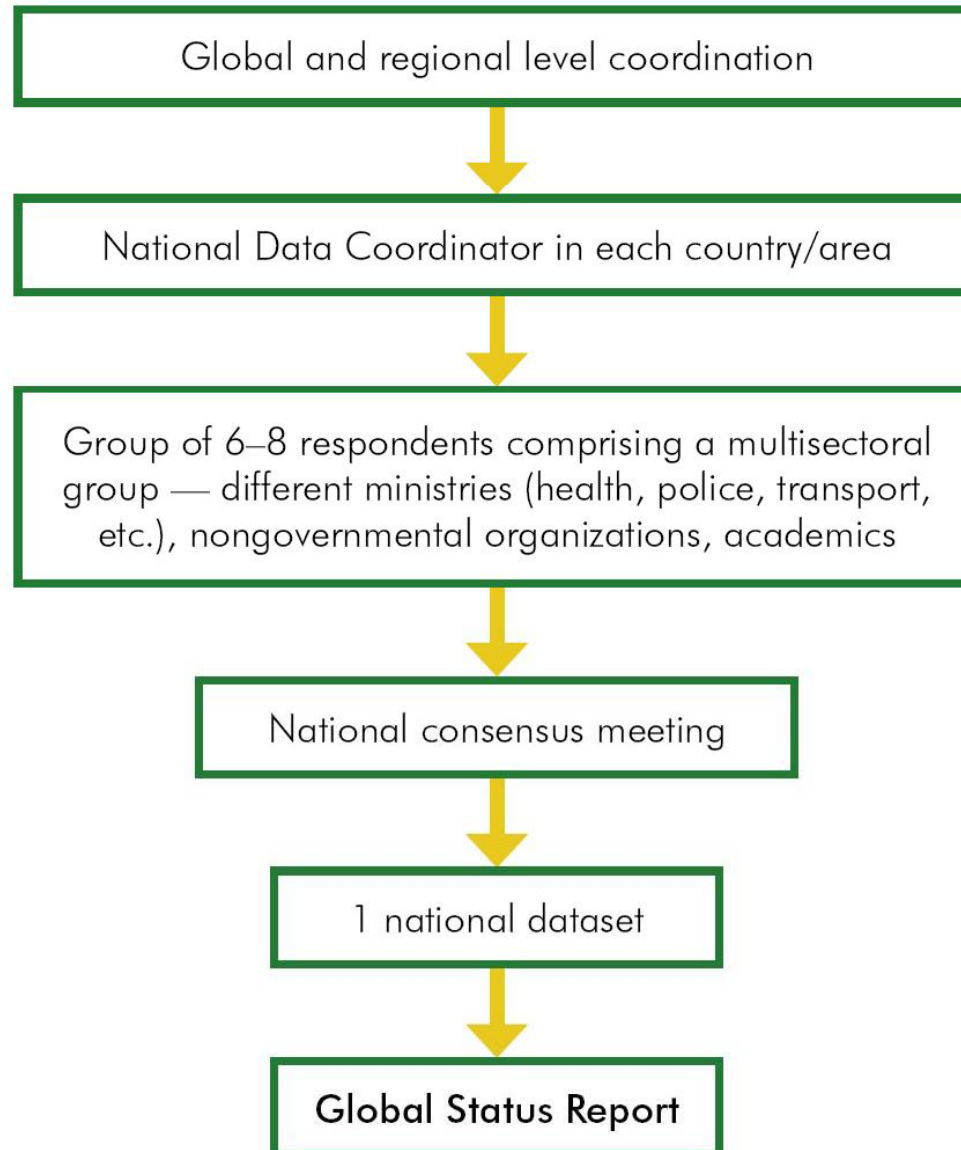 Global and regional level coordination
National Data Coordinator in each country/area
Group of 6–8 respondents comprising a multisectoral
group — different ministries (health, police, transport,
etc.), nongovernmental organizations, academics
National consensus meeting
1 national dataset
Global Status Report